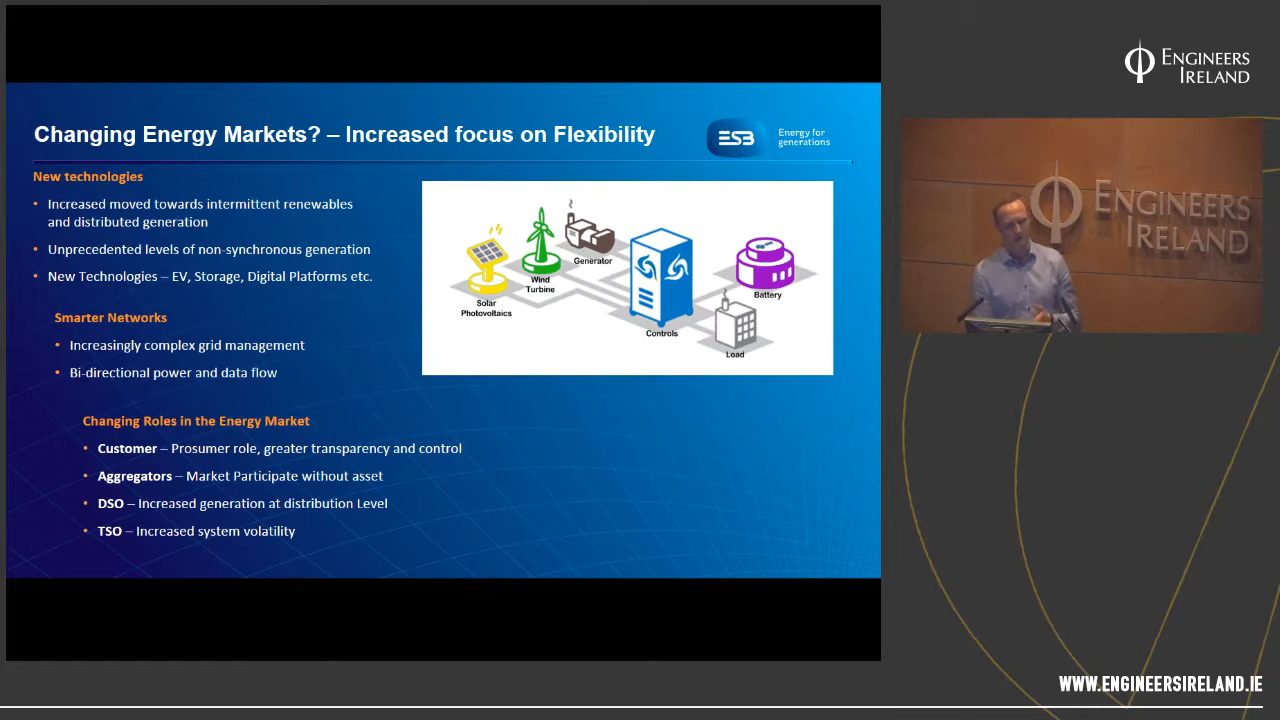 Changing Energy Markets? – Increased focus on Flexibility
ESB
Energy for
generations
New technologies
• Increased moved towards intermittent renewables
and distributed generation
• Unprecedented levels of non-synchronous generation
• New Technologies – EV, Storage, Digital Platforms etc.
Smarter Networks
• Increasingly complex grid management
• Bi-directional power and data flow
Changing Roles in the Energy Market
• Customer – Prosumer role, greater transparency and control
• Aggregators – Market Participate without asset
• DSO – Increased generation at distribution Level
• TSO – Increased system volatility
Solar
Photovoltaics
Wind
Turbine
Generator
Controls
Battery
Load
ENGINEERS
IRELAND
ENGINEERS
IRELAND
WWW.ENGINEERSIRELAND.IE